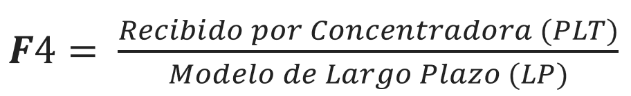 F4 = Recibido por Concentradora (PLT)
Modelo de Largo Plazo (LP)